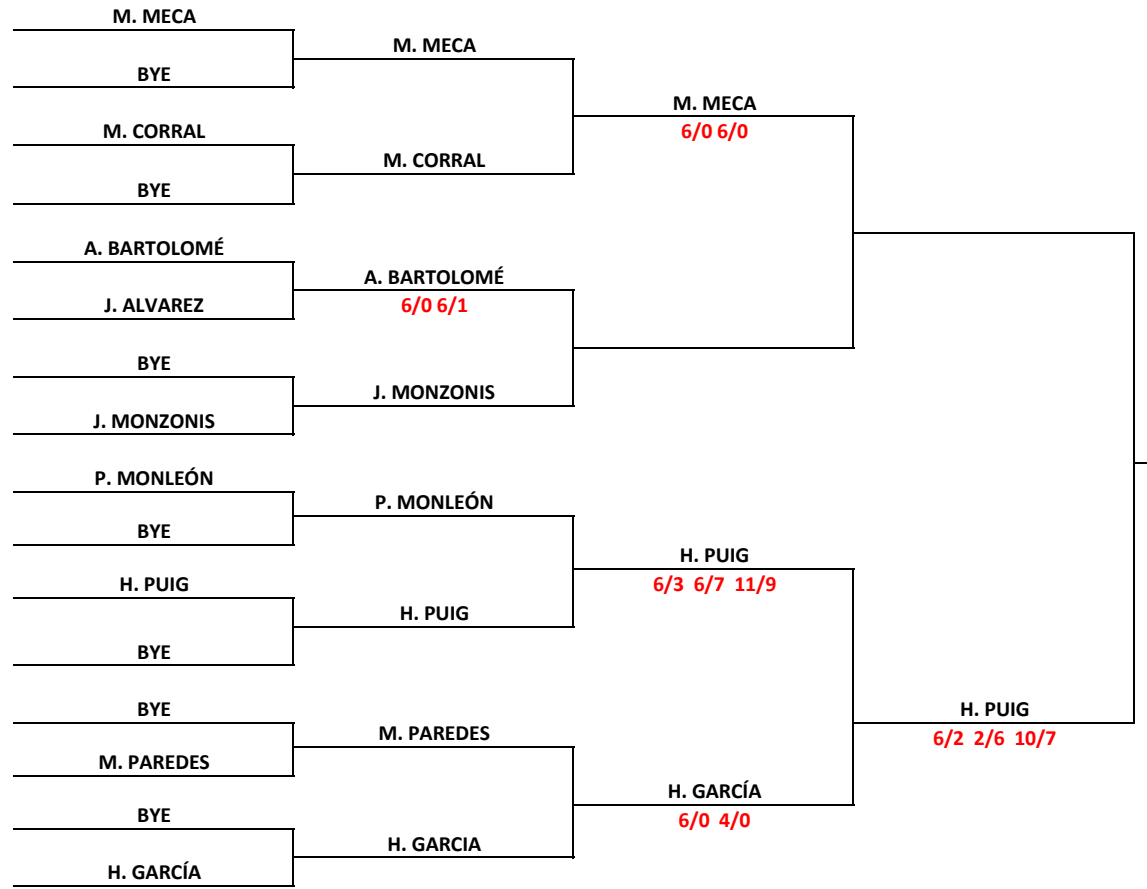 M. MECA
BYE
M. CORRAL
BYE
A. BARTOLOMÉ
J. ALVAREZ
BYE
J. MONZONIS
P. MONLEÓN
BYE
H. PUIG
BYE
BYE
M. PAREDES
BYE
H. GARCÍA
M. MECA
M. CORRAL
A. BARTOLOMÉ
6/0 6/1
J. MONZONIS
P. MONLEÓN
H. PUIG
M. PAREDES
H. GARCIA
M. MECA
6/0 6/0
H. PUIG
6/3 6/7 11/9
H. GARCÍA
6/0 4/0
H. PUIG
6/2 2/6 10/7